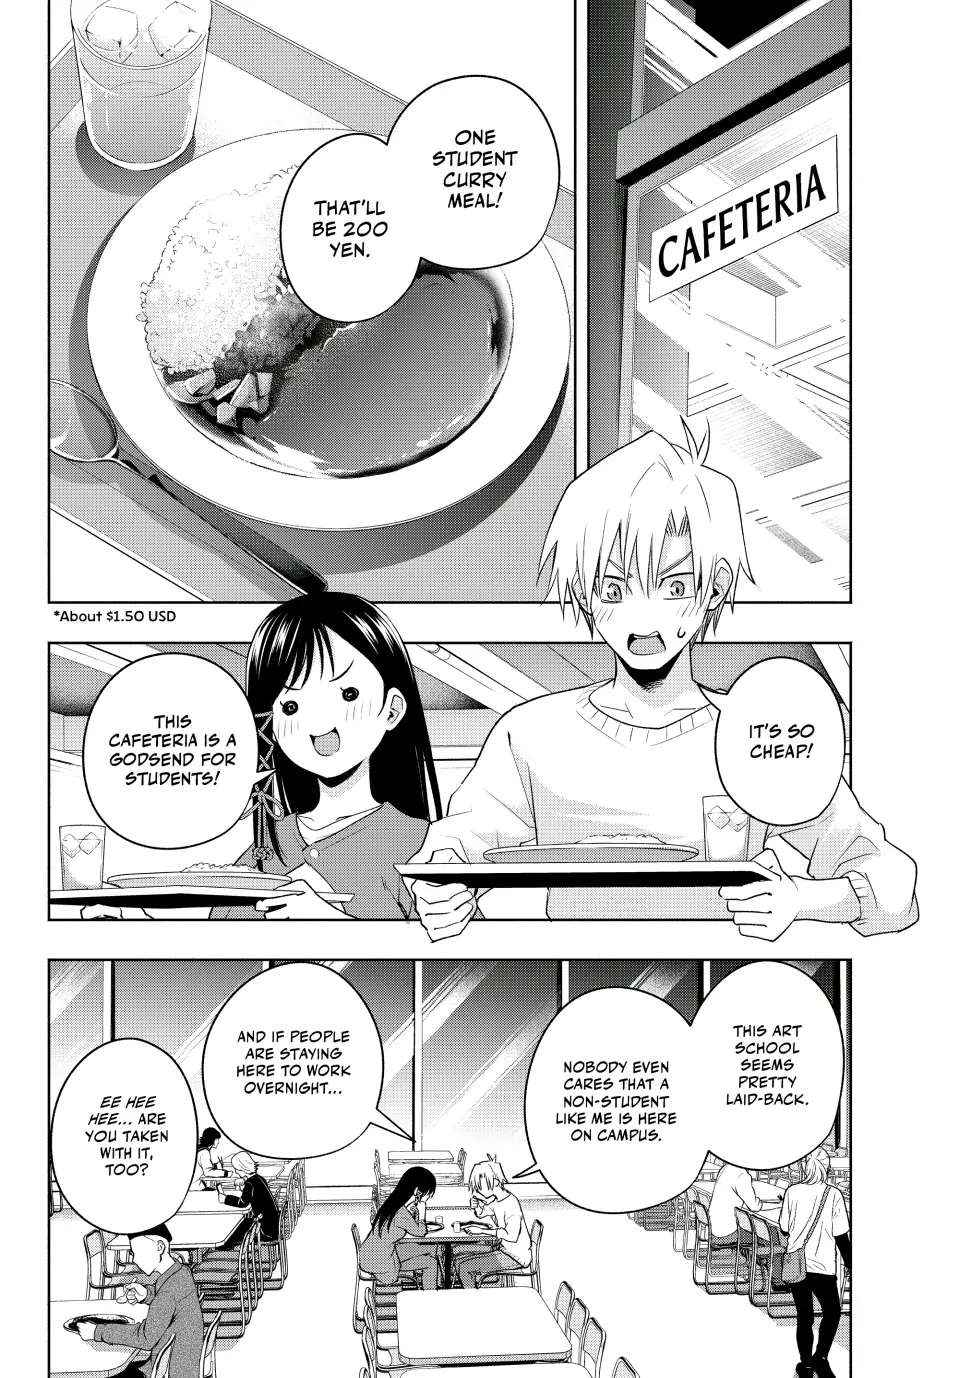 CAFETERIA
ONE
STUDENT
CURRY
MEAL!
THAT'LL
BE 200
YEN.
*About $1.50 USD
IT'S SO
CHEAP!
THIS
CAFETERIA IS A
GODSEND FOR
STUDENTS!
THIS ART
SCHOOL
SEEMS
PRETTY
LAID-BACK.
NOBODY EVEN
CARES THAT A
NON-STUDENT
LIKE ME IS HERE
ON CAMPUS.
AND IF PEOPLE
ARE STAYING
HERE TO WORK
OVERNIGHT...
EE HEE
HEE... ARE
YOU TAKEN
WITH IT,
TOO?